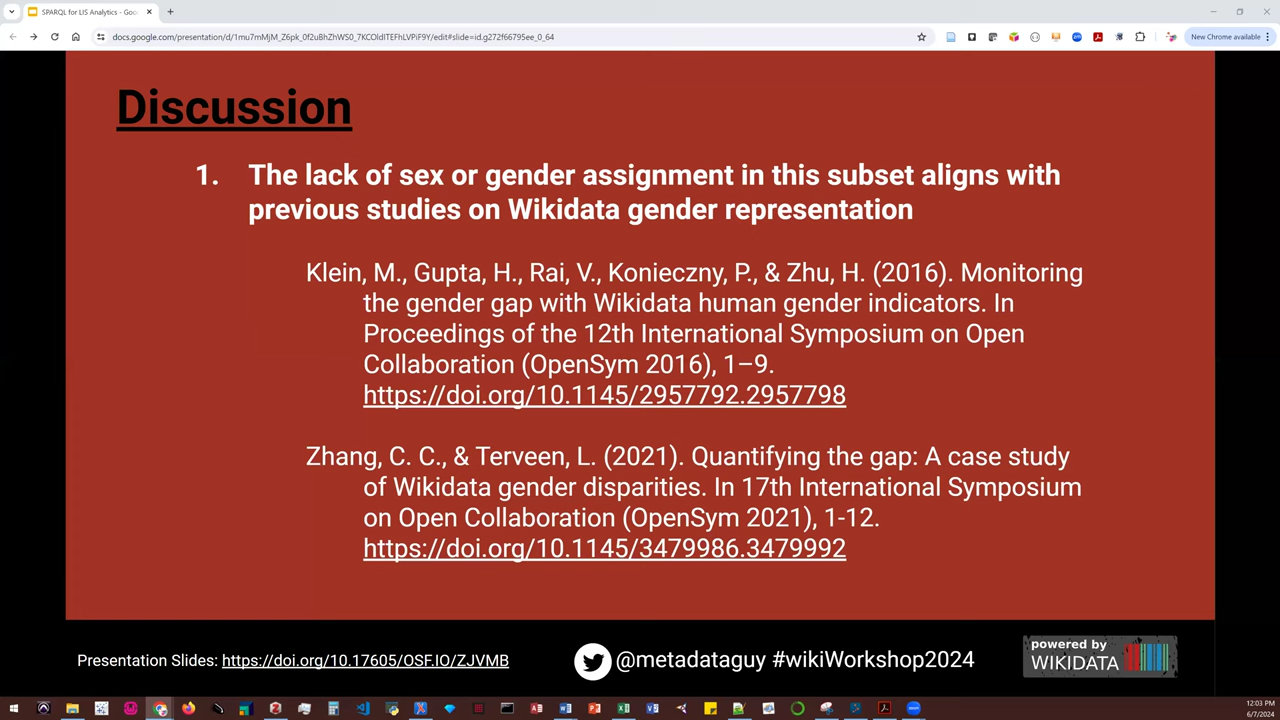 SPARQL for LIS Analytics - Goo
docs.google.com/presentation/d/1mu7mMjM_Z6pk_0f2uBhZhWS0_7KCOldITEFhLVPiF9Y/edit#slide=id.g272f66795ee_0_64
New Chrome available
Discussion
1. The lack of sex or gender assignment in this subset aligns with
previous studies on Wikidata gender representation
Klein, M., Gupta, H., Rai, V., Konieczny, P., & Zhu, H. (2016). Monitoring
the gender gap with Wikidata human gender indicators. In
Proceedings of the 12th International Symposium on Open
Collaboration (OpenSym 2016), 1–9.
https://doi.org/10.1145/2957792.2957798
Zhang, C. C., & Terveen, L. (2021). Quantifying the gap: A case study
of Wikidata gender disparities. In 17th International Symposium
on Open Collaboration (OpenSym 2021), 1-12.
https://doi.org/10.1145/3479986.3479992
Presentation Slides: https://doi.org/10.17605/OSF.IO/ZJVMB
@metadataguy #wikiWorkshop2024
powered by
WIKIDATA
12:03 PM
6/7/2024